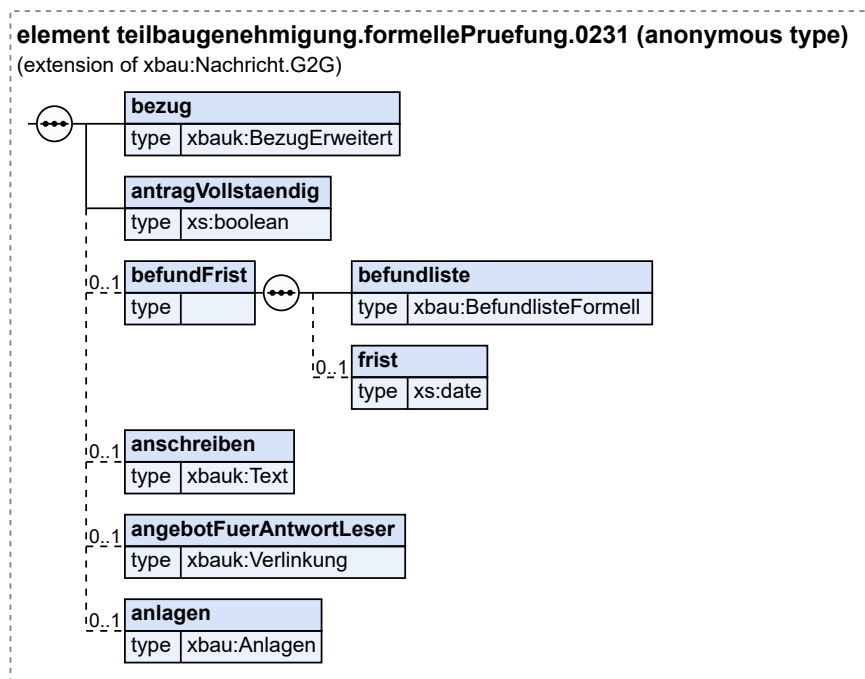 element teilbaugenehmigung.formellePruefung.0231 (anonymous type)
(extension of xbau:Nachricht.G2G)
bezug
type xbauk:BezugErweitert
antragVollstaendig
type xs:boolean
0..1 befundFrist
type
befundliste
type xbau:BefundlisteFormell
0..1 frist
type xs:date
0..1 anschreiben
type xbauk:Text
0..1 angebotFuerAntwortLeser
type xbauk:Verlinkung
0..1 anlagen
type xbau:Anlagen